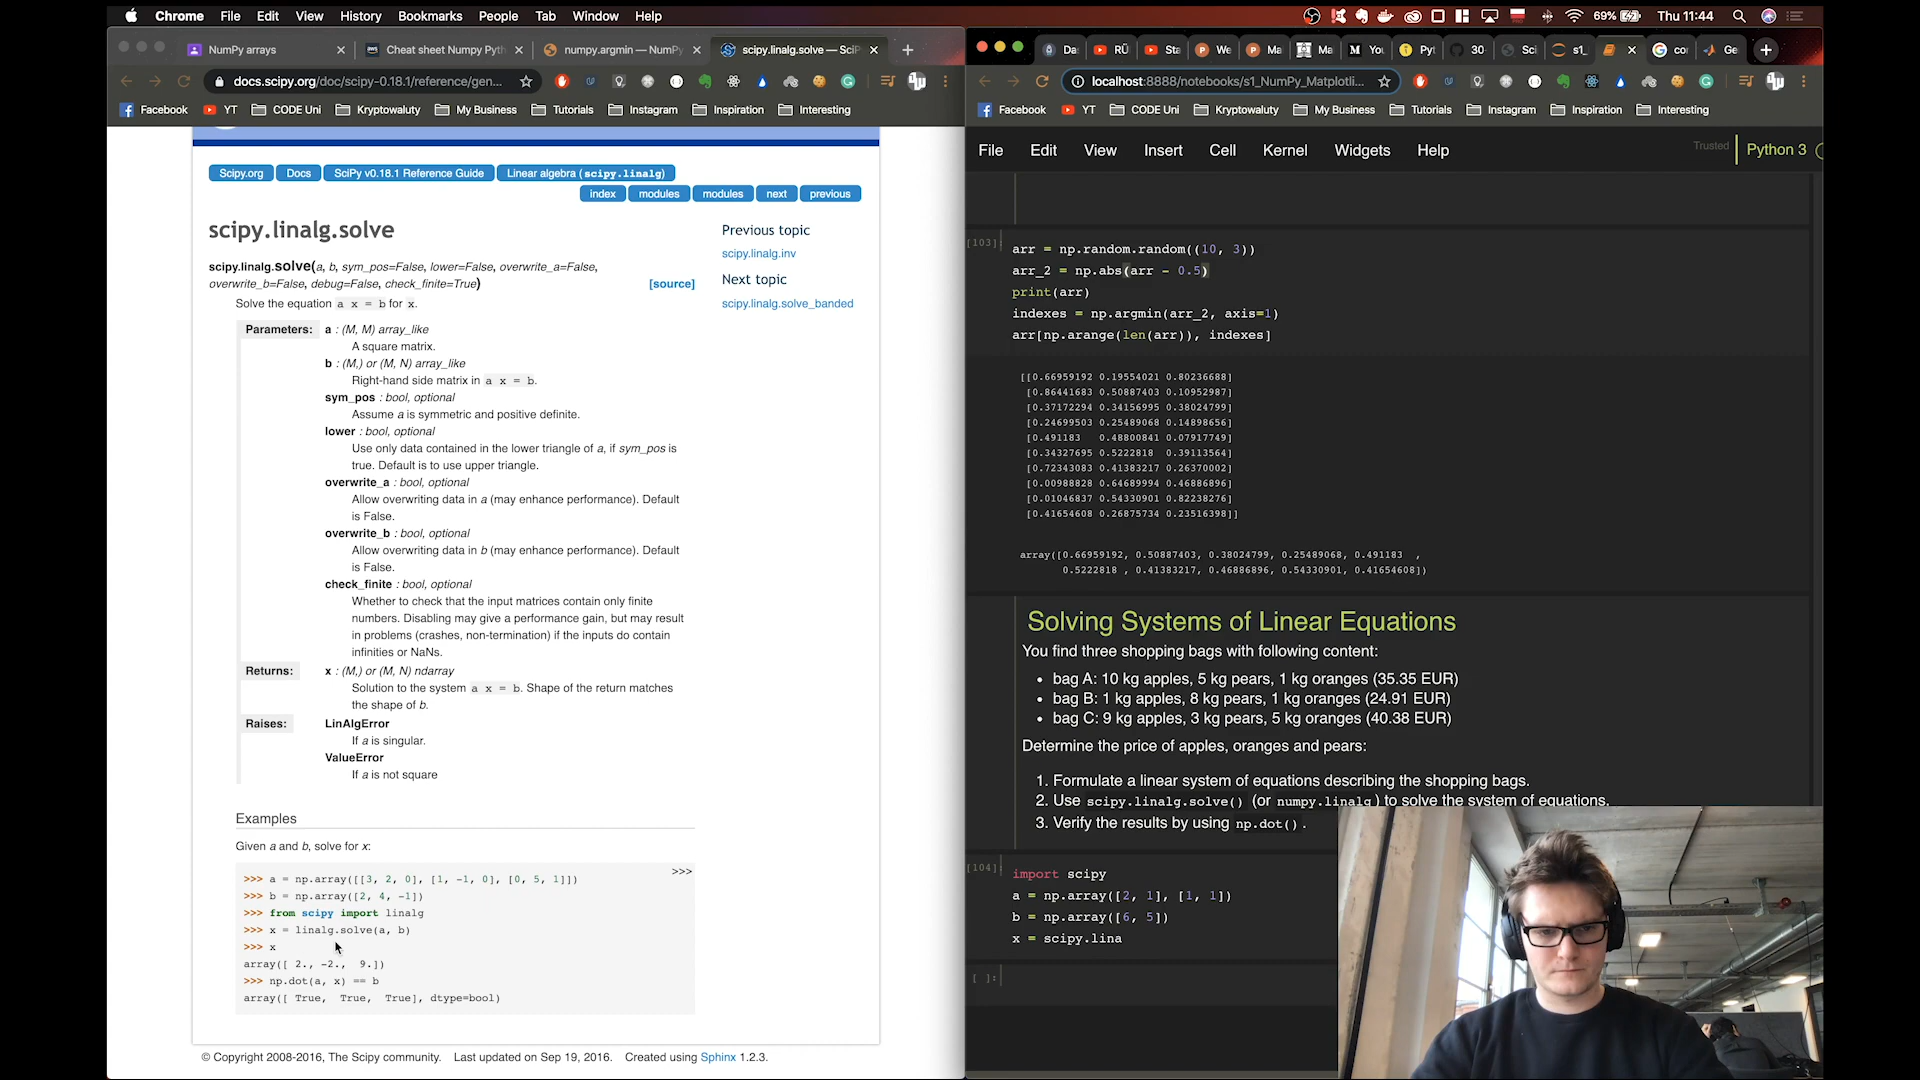 Chrome File Edit View History Bookmarks People Tab Window Help
69% Thu 11:44
NumPy arrays
Cheat sheet Numpy Pyth
numpy.argmin — NumPy
scipy.linalg.solve — SciP
docs.scipy.org/doc/scipy-0.18.1/reference/gen...
Facebook YT CODE Uni Kryptowaluty My Business Tutorials Instagram Inspiration Interesting
Scipy.org Docs SciPy v0.18.1 Reference Guide Linear algebra (scipy.linalg)
index modules modules next previous
scipy.linalg.solve
scipy.linalg.solve(a, b, sym_pos=False, lower=False, overwrite_a=False,
overwrite_b=False, debug=False, check_finite=True) [source]
Solve the equation a x = b for x.
Parameters: a : (M, M) array_like
A square matrix.
b : (M,) or (M, N) array_like
Right-hand side matrix in a x = b.
sym_pos : bool, optional
Assume a is symmetric and positive definite.
lower : bool, optional
Use only data contained in the lower triangle of a, if sym_pos is
true. Default is to use upper triangle.
overwrite_a : bool, optional
Allow overwriting data in a (may enhance performance). Default
is False.
overwrite_b : bool, optional
Allow overwriting data in b (may enhance performance). Default
is False.
check_finite : bool, optional
Whether to check that the input matrices contain only finite
numbers. Disabling may give a performance gain, but may result
in problems (crashes, non-termination) if the inputs do contain
infinities or NaNs.
Returns: x : (M,) or (M, N) ndarray
Solution to the system a x = b. Shape of the return matches
the shape of b.
Raises: LinAlgError
If a is singular.
ValueError
If a is not square
Previous topic
scipy.linalg.inv
Next topic
scipy.linalg.solve_banded
Examples
Given a and b, solve for x:
>>>
>>> a = np.array([[3, 2, 0], [1, -1, 0], [0, 5, 1]])
>>> b = np.array([2, 4, -1])
>>> from scipy import linalg
>>> x = linalg.solve(a, b)
>>> x
array([ 2., -2., 9.])
>>> np.dot(a, x) == b
array([ True, True, True], dtype=bool)
© Copyright 2008-2016, The Scipy community. Last updated on Sep 19, 2016. Created using Sphinx 1.2.3.
Da RÜ Sta We Ma Ma You Pyt 30 Sci s1_ cor Ge
localhost:8888/notebooks/s1_NumPy_Matplotli...
Facebook YT CODE Uni Kryptowaluty My Business Tutorials Instagram Inspiration Interesting
File Edit View Insert Cell Kernel Widgets Help
Trusted Python 3
[103]:
arr = np.random.random((10, 3))
arr_2 = np.abs(arr - 0.5)
print(arr)
indexes = np.argmin(arr_2, axis=1)
arr[np.arange(len(arr)), indexes]
[[0.66959192 0.19554021 0.80236688]
[0.86441683 0.50887403 0.10952987]
[0.37172294 0.34156995 0.38024799]
[0.24699503 0.25489068 0.14898656]
[0.491183 0.48800841 0.07917749]
[0.34327695 0.5222818 0.39113564]
[0.72343083 0.41383217 0.26370002]
[0.00988828 0.64689994 0.46886896]
[0.01046837 0.54330901 0.82238276]
[0.41654608 0.26875734 0.23516398]]
array([0.66959192, 0.50887403, 0.38024799, 0.25489068, 0.491183 ,
0.5222818 , 0.41383217, 0.46886896, 0.54330901, 0.41654608])
Solving Systems of Linear Equations
You find three shopping bags with following content:
• bag A: 10 kg apples, 5 kg pears, 1 kg oranges (35.35 EUR)
• bag B: 1 kg apples, 8 kg pears, 1 kg oranges (24.91 EUR)
• bag C: 9 kg apples, 3 kg pears, 5 kg oranges (40.38 EUR)
Determine the price of apples, oranges and pears:
1. Formulate a linear system of equations describing the shopping bags.
2. Use scipy.linalg.solve() (or numpy.linalg) to solve the system of equations.
3. Verify the results by using np.dot().
[104]:
import scipy
a = np.array([2, 1], [1, 1])
b = np.array([6, 5])
x = scipy.lina
[ ]: